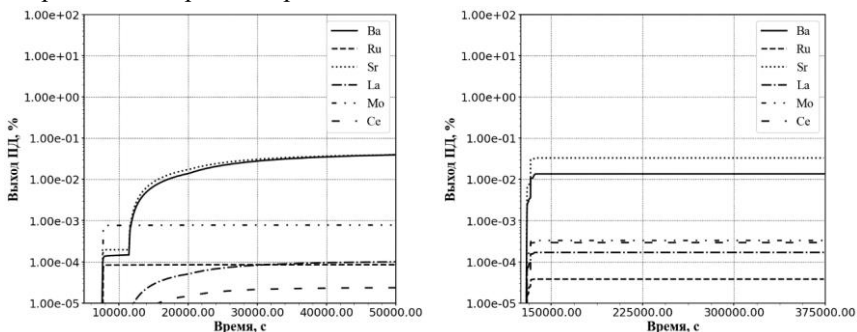 1.00e+02
1.00e+01
1.00e+00
1.00e-01
1.00e-02
1.00e-03
1.00e-04
1.00e-05
Выход ПД, %
10000.00 20000.00 30000.00 40000.00 50000.00
Время, с
Ba
Ru
Sr
La
Mo
Ce
1.00e+02
1.00e+01
1.00e+00
1.00e-01
1.00e-02
1.00e-03
1.00e-04
1.00e-05
Выход ПД, %
150000.00 225000.00 300000.00 375000.00
Время, с
Ba
Ru
Sr
La
Mo
Ce